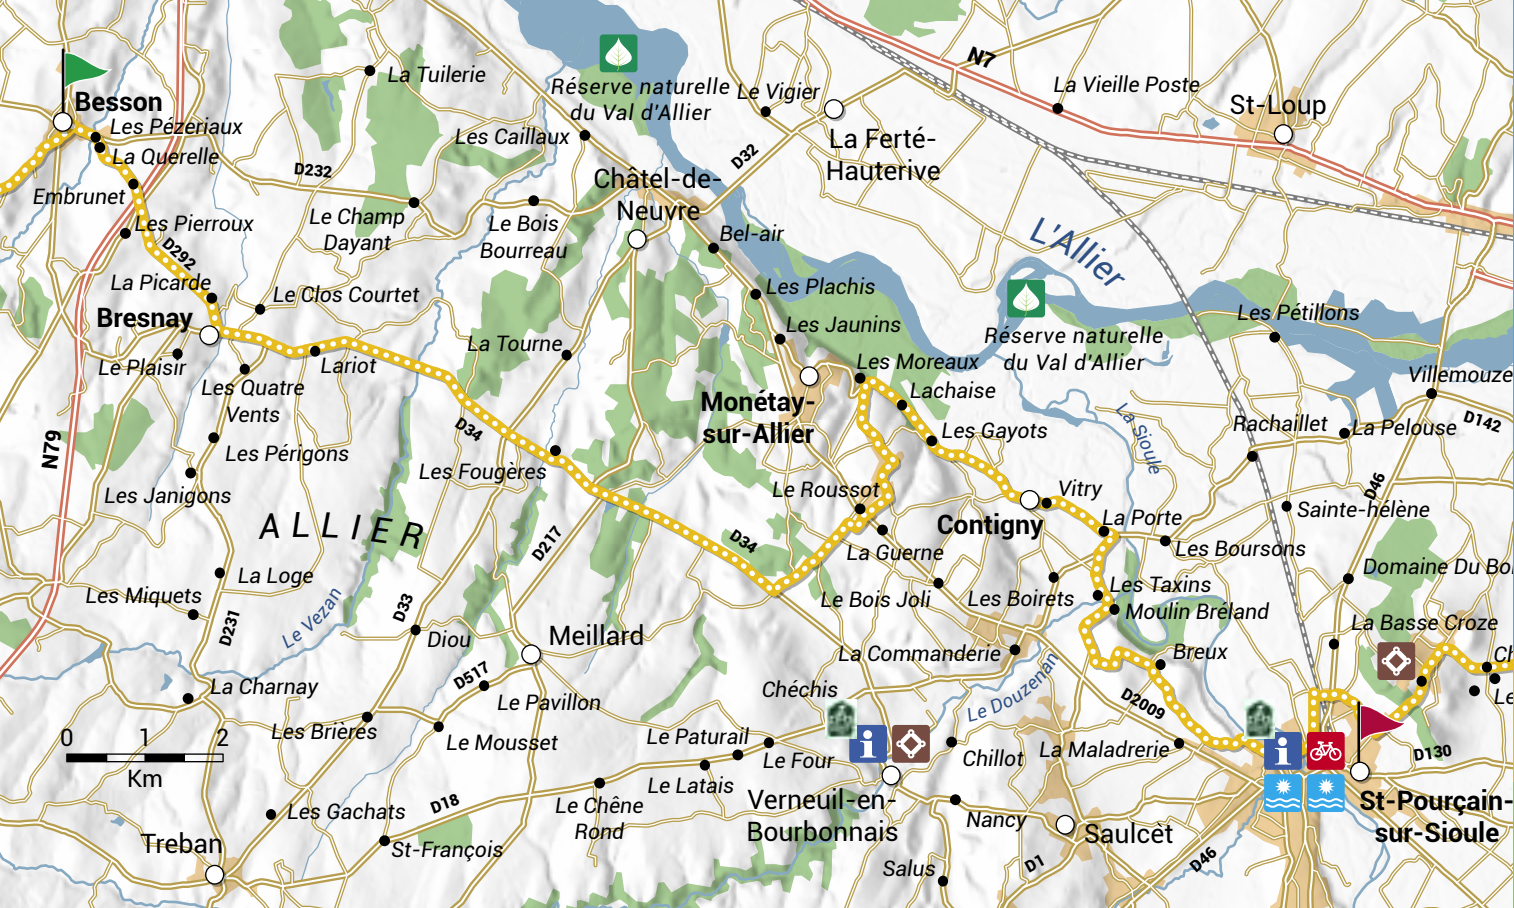 N7
La Tuilerie
Réserve naturelle
du Val d'Allier
Le Vigier
La Vieille Poste
Besson
Les Pézeriaux
La Querelle
Les Caillaux
St-Loup
La Ferté-
Hauterive
D32
D232
Embrunet
Châtel-de-
Neuvre
Le Champ
Dayant
Le Bois
Bourreau
Les Pierroux
Bel-air
L'Allier
D292
La Picarde
Le Clos Courtet
Les Plachis
Bresnay
Les Jaunins
Réserve naturelle
du Val d'Allier
Les Pétillons
La Tourne
Le Plaisir
Lariot
Les Moreaux
Les Quatre
Vents
Lachaise
Villemouze
Monétay-
sur-Allier
D34
La Sioule
D142
Les Gayots
Rachaillet
La Pelouse
N79
Les Périgons
Les Fougères
Les Janigons
Le Roussot
Vitry
D46
Contigny
La Porte
Sainte-hélène
ALLIER
D217
D34
La Guerne
Les Boursons
La Loge
Les Miquets
Le Bois Joli
Les Boirets
Les Taxins
Domaine Du Bo
Moulin Bréland
D231
Le Vezan
D33
Diou
Meillard
La Basse Croze
La Commanderie
Breux
Ch
D517
Le
La Charnay
Le Pavillon
Chéchis
Le Douzenan
D2009
Les Brières
Le Mousset
Le Paturail
Le Four
Chillot
La Maladrerie
D130
0 1 2
Km
i
i
Le Latais
Les Gachats
D18
Le Chêne
Rond
Verneuil-en-
Bourbonnais
Nancy
St-Pourçain-
sur-Sioule
Treban
St-François
Saulcet
Salus
D1
D46